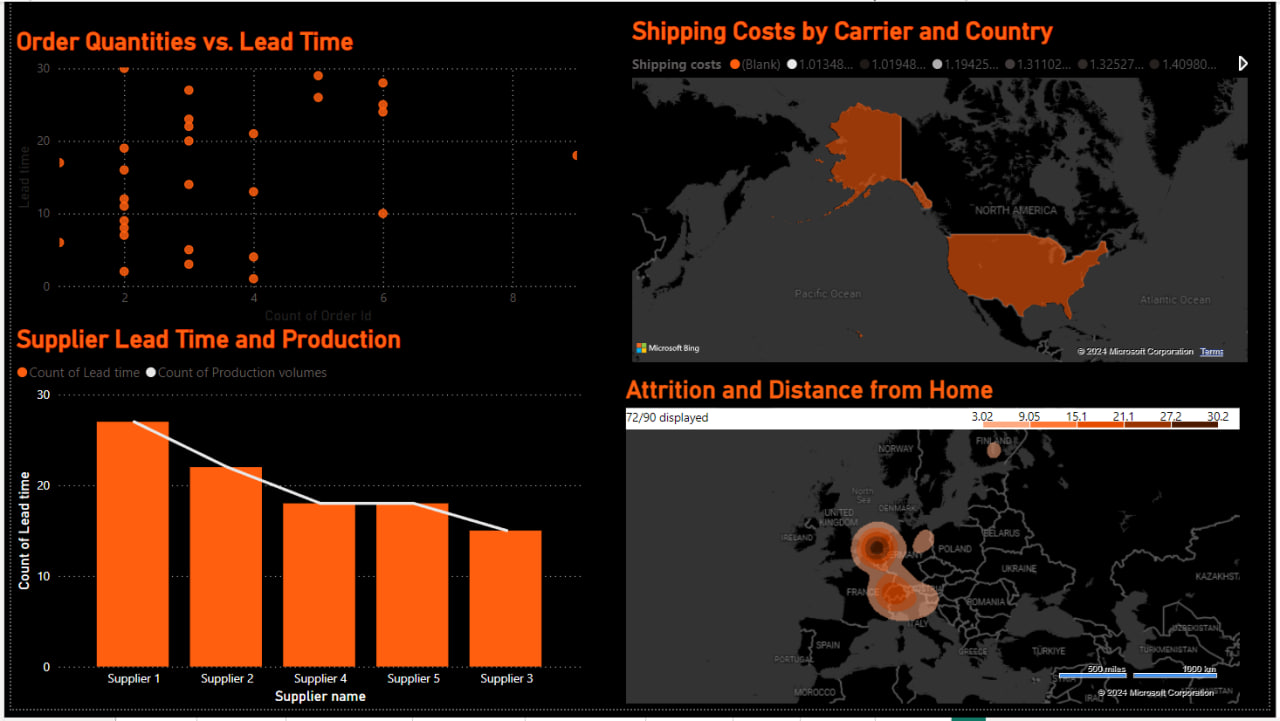 Order Quantities vs. Lead Time
30
20
10
0
Lead time
2 4 6 8
Count of Order Id
Supplier Lead Time and Production
Count of Lead time Count of Production volumes
30
20
10
0
Count of Lead time
Supplier 1 Supplier 2 Supplier 4 Supplier 5 Supplier 3
Supplier name
Shipping Costs by Carrier and Country
Shipping costs (Blank) 1.01348... 1.01948... 1.19425... 1.31102... 1.32527... 1.40980...
NORTH AMERICA
Pacific Ocean
Atlantic Ocean
Microsoft Bing
© 2024 Microsoft Corporation Terms
Attrition and Distance from Home
72/90 displayed
3.02 9.05 15.1 21.1 27.2 30.2
FINLAND
NORWAY
North
Sea
DENMARK
UNITED
KINGDOM
IRELAND
BELARUS
GERMANY
POLAND
UKRAINE
KAZAKHST
FRANCE
ROMANIA
ITALY
UZBEKISTAN
SPAIN
GREECE
TÜRKIYE
TURKMENISTAN
PORTUGAL
500 miles 1000 km
SYRIA
MOROCCO
IRAQ
© 2024 Microsoft Corporation